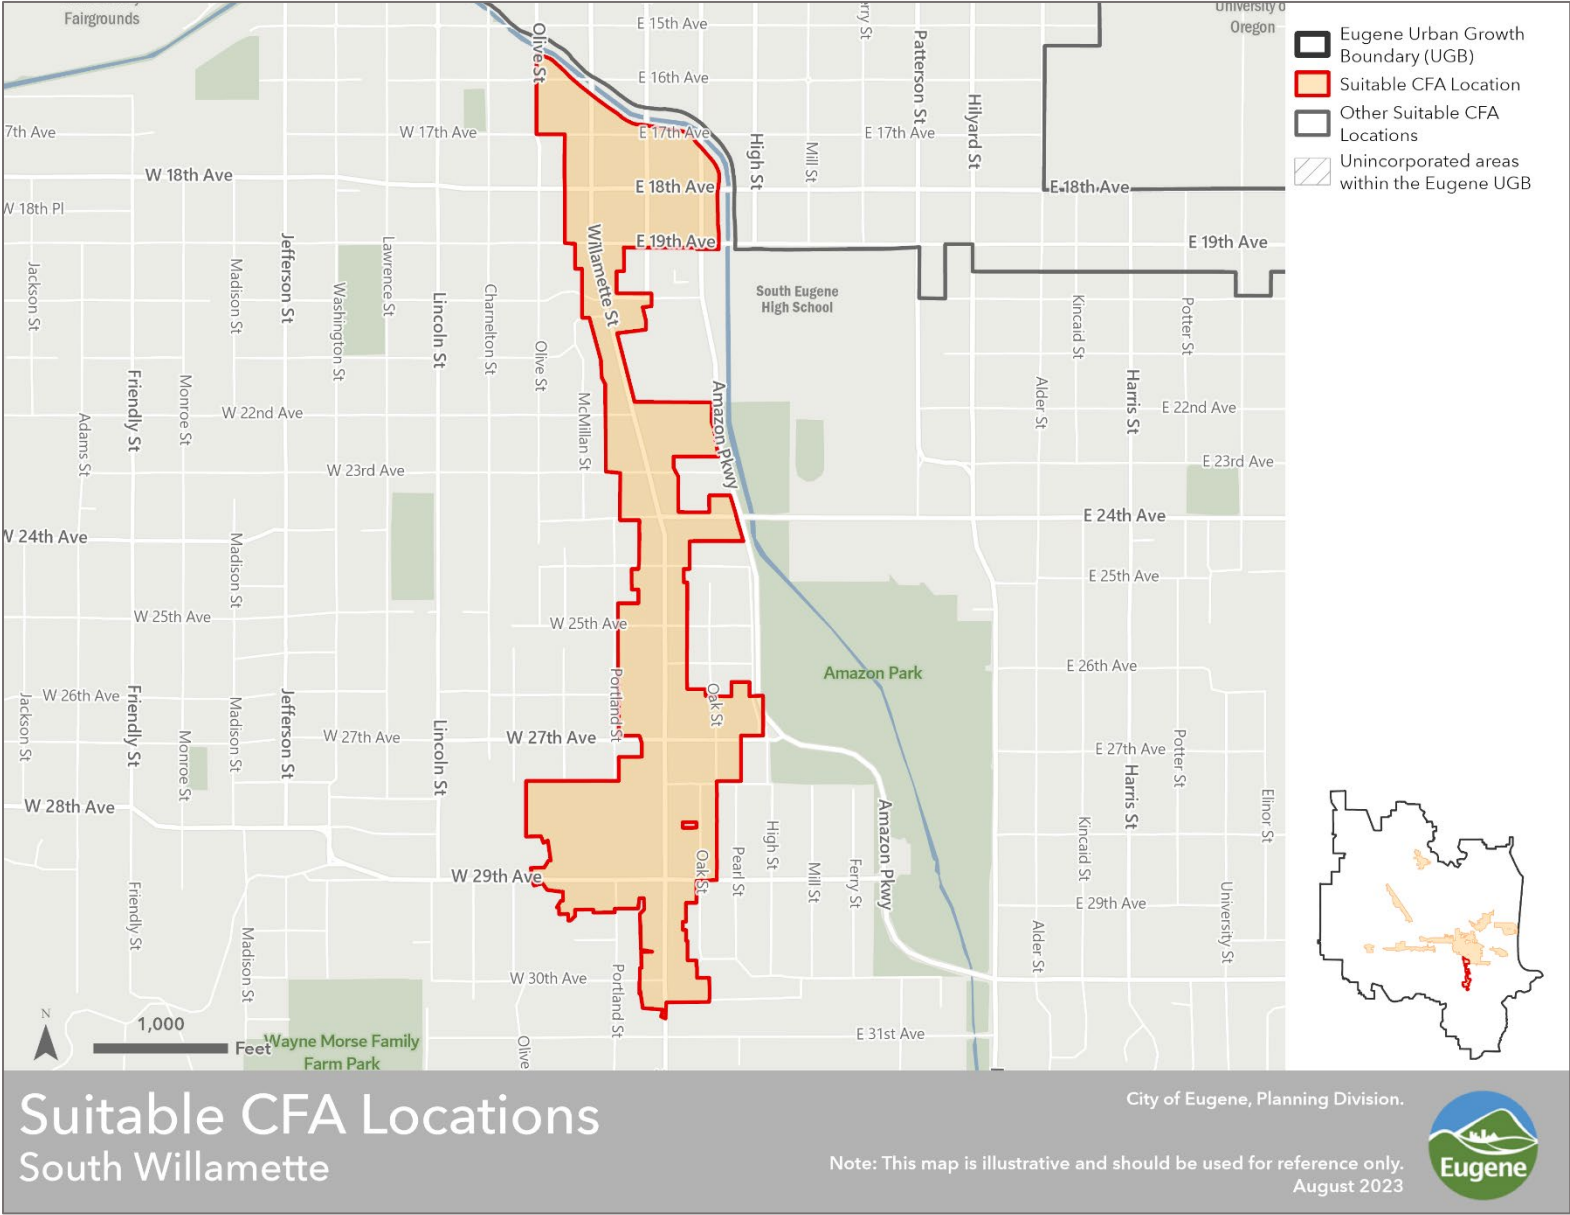 Fairgrounds
Olive St
E 15th Ave
E 16th Ave
Patterson St
Hilyard St
Oregon
7th Ave
W 17th Ave
E 17th Ave
High St
Mill St
E 17th Ave
W 18th Ave
E 18th Ave
E 18th Ave
W 18th Pl
E 19th Ave
E 19th Ave
Willamette St
Jackson St
Madison St
Jefferson St
Washington St
Lawrence St
Lincoln St
Charnelton St
Olive St
South Eugene
High School
Kincaid St
Potter St
Friendly St
Monroe St
Adams St
W 22nd Ave
McMillan St
Amazon Pkwy
Alder St
Harris St
E 22nd Ave
W 23rd Ave
E 23rd Ave
W 24th Ave
E 24th Ave
Madison St
E 25th Ave
W 25th Ave
W 25th Ave
E 26th Ave
Amazon Park
W 26th Ave
Jackson St
Friendly St
Monroe St
Madison St
Jefferson St
W 27th Ave
Lincoln St
W 27th Ave
Portland St
Oak St
E 27th Ave
Harris St
Potter St
Elinor St
W 28th Ave
Amazon Pkwy
High St
Pearl St
Oak St
Mill St
Ferry St
Kincaid St
W 29th Ave
E 29th Ave
Friendly St
Madison St
University St
Alder St
W 30th Ave
Portland St
E 31st Ave
Olive
Wayne Morse Family
Farm Park
N
1,000
Feet
Eugene Urban Growth
Boundary (UGB)
Suitable CFA Location
Other Suitable CFA
Locations
Unincorporated areas
within the Eugene UGB
Suitable CFA Locations
South Willamette
City of Eugene, Planning Division.
Note: This map is illustrative and should be used for reference only.
August 2023
Eugene